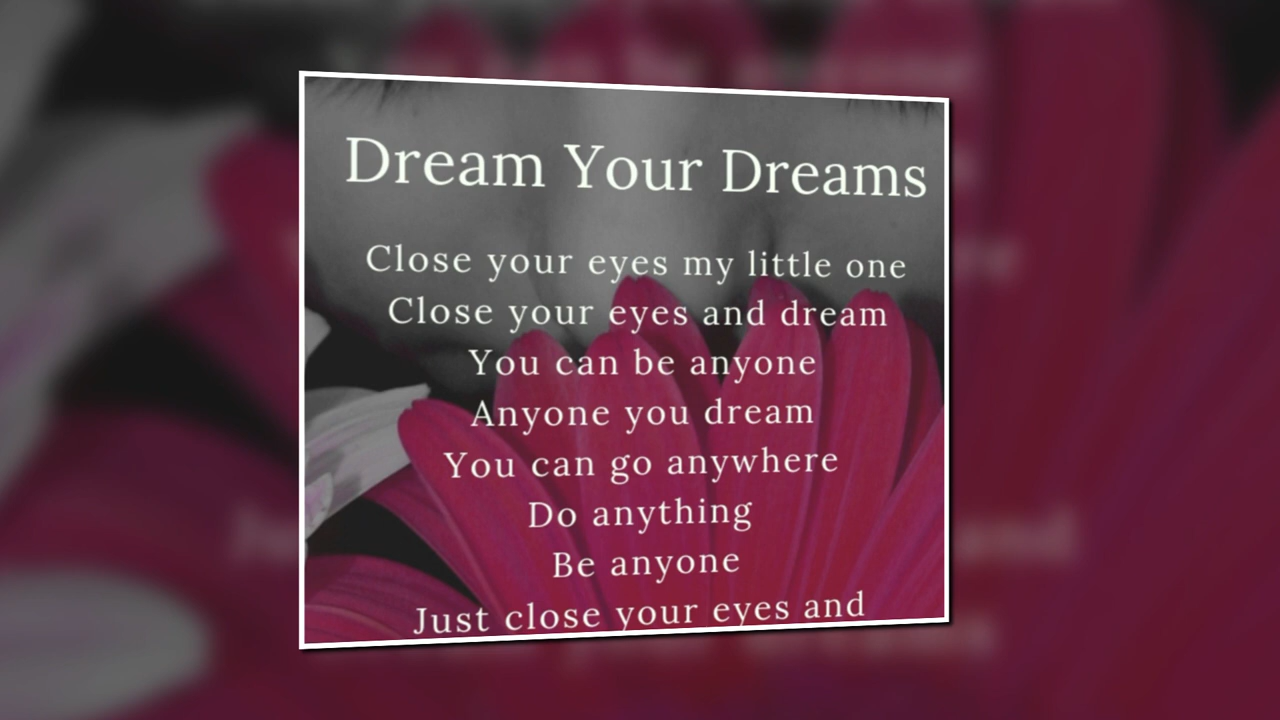 Dream Your Dreams
Close your eyes my little one
Close your eyes and dream
You can be anyone
Anyone you dream
You can go anywhere
Do anything
Be anyone
Just close your eyes and